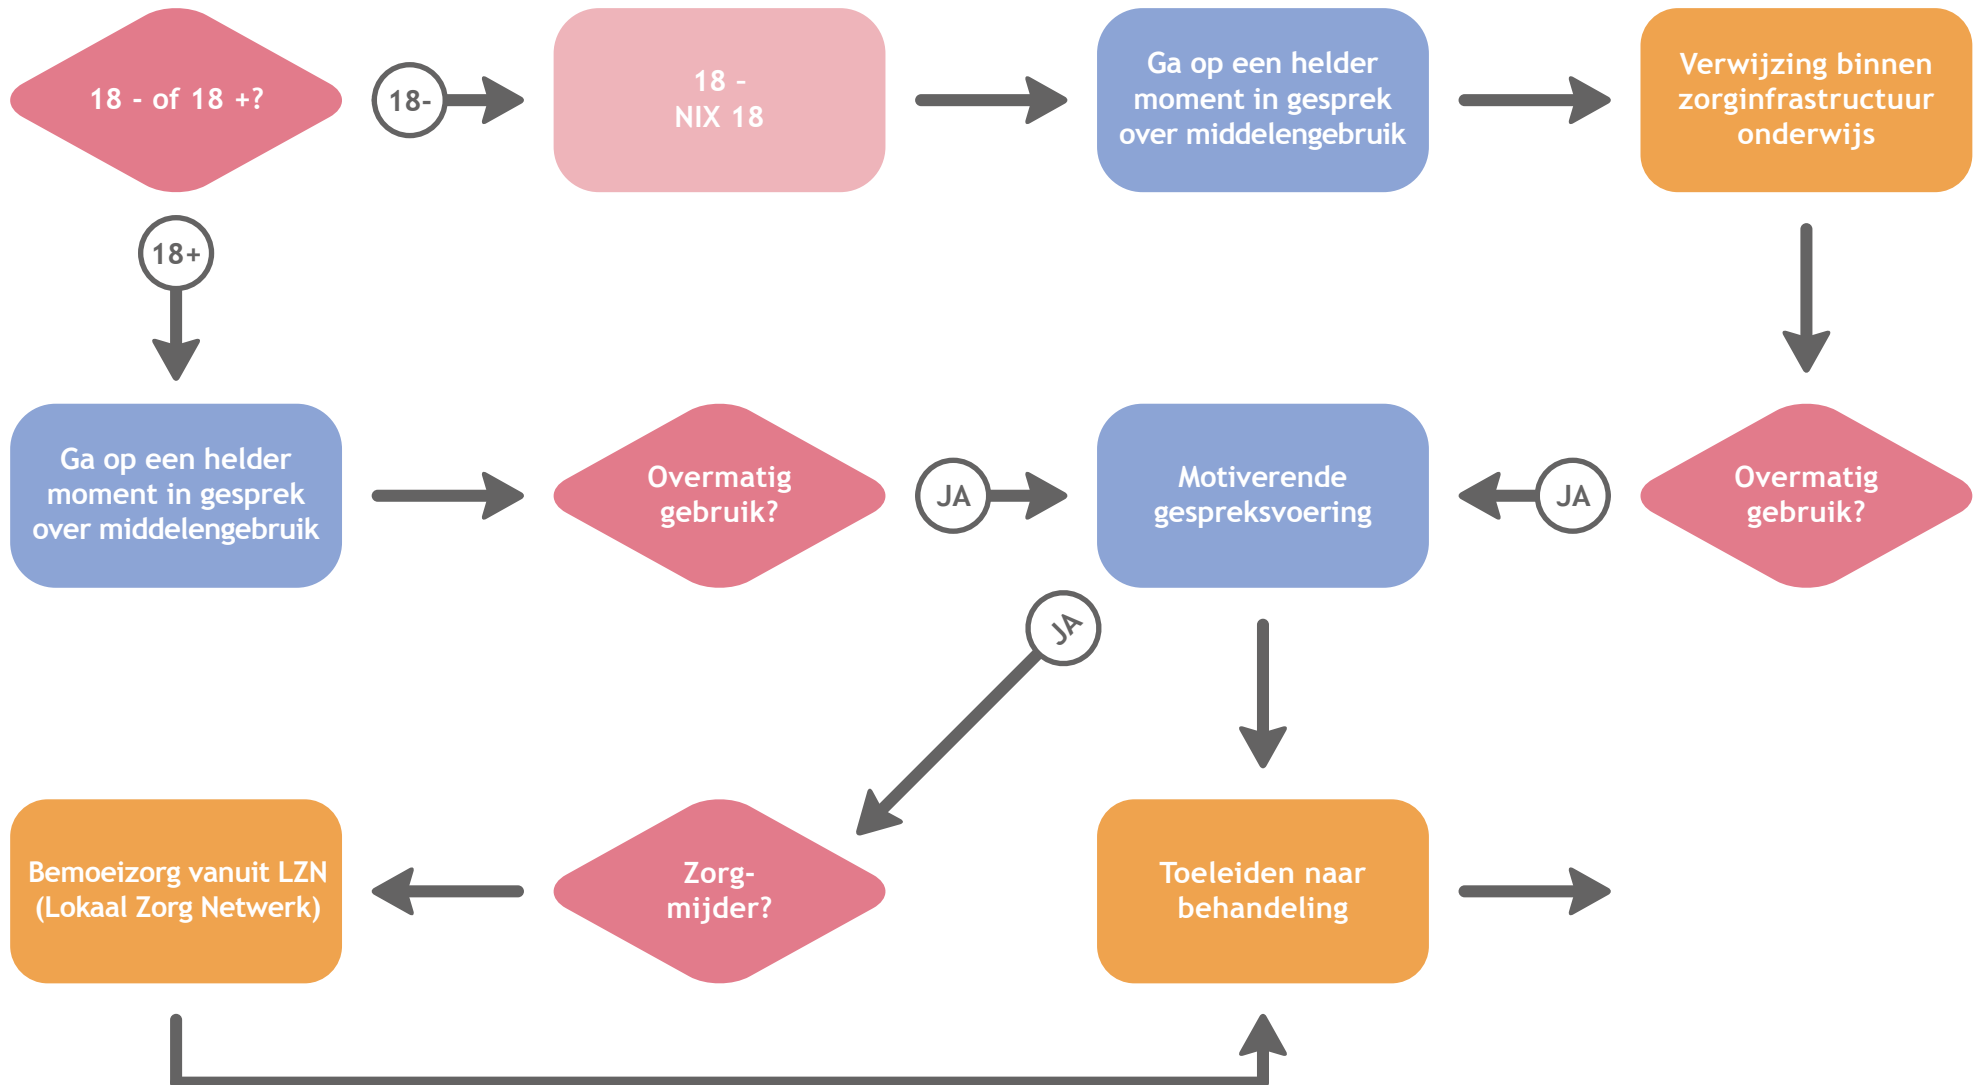 18 - of 18 +?
18-
18 –
NIX 18
Ga op een helder
moment in gesprek
over middelengebruik
Verwijzing binnen
zorginfrastructuur
onderwijs
18+
Ga op een helder
moment in gesprek
over middelengebruik
Overmatig
gebruik?
JA
Motiverende
gespreksvoering
JA
Overmatig
gebruik?
JA
Bemoeizorg vanuit LZN
(Lokaal Zorg Netwerk)
Zorg-
mijder?
Toeleiden naar
behandeling